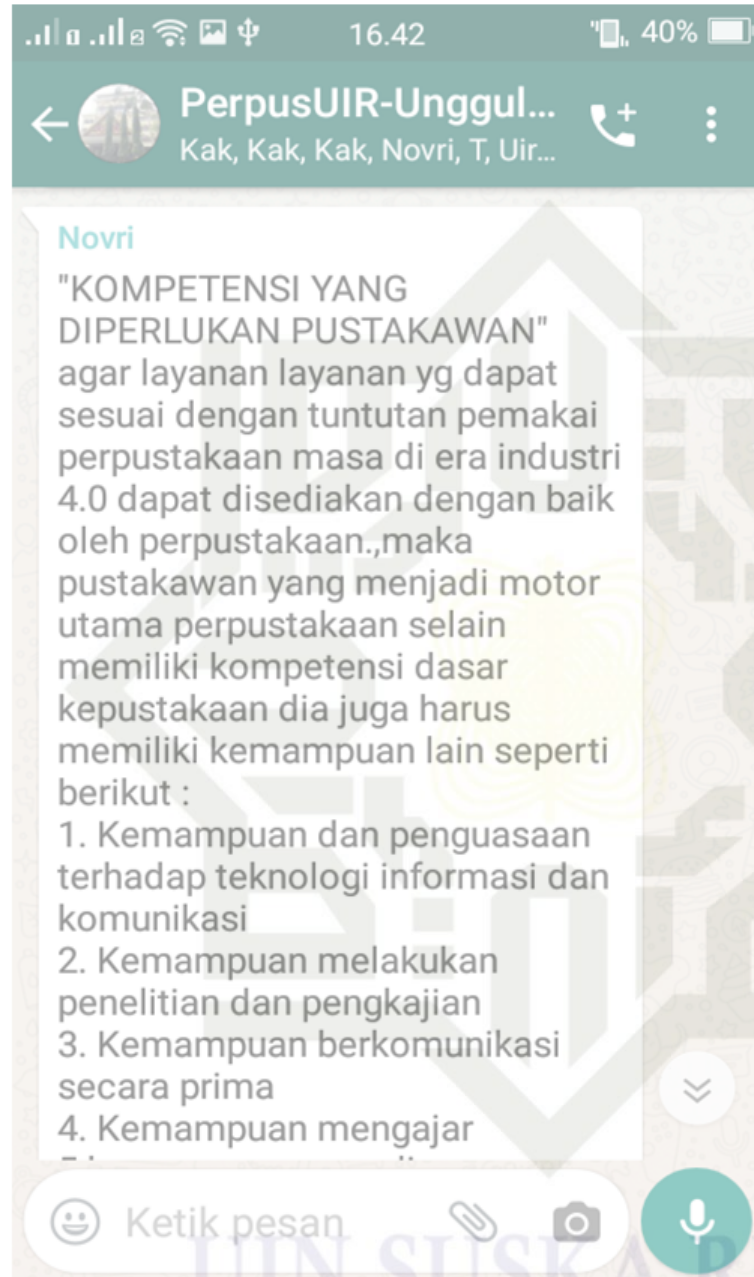 16.42
40%
PerpusUIR-Unggul...
Kak, Kak, Kak, Novri, T, Uir...
Novri
"KOMPETENSI YANG
DIPERLUKAN PUSTAKAWAN"
agar layanan layanan yg dapat
sesuai dengan tuntutan pemakai
perpustakaan masa di era industri
4.0 dapat disediakan dengan baik
oleh perpustakaan.,maka
pustakawan yang menjadi motor
utama perpustakaan selain
memiliki kompetensi dasar
kepustakaan dia juga harus
memiliki kemampuan lain seperti
berikut :
1. Kemampuan dan penguasaan
terhadap teknologi informasi dan
komunikasi
2. Kemampuan melakukan
penelitian dan pengkajian
3. Kemampuan berkomunikasi
secara prima
4. Kemampuan mengajar
Ketik pesan
UIN SUSKA